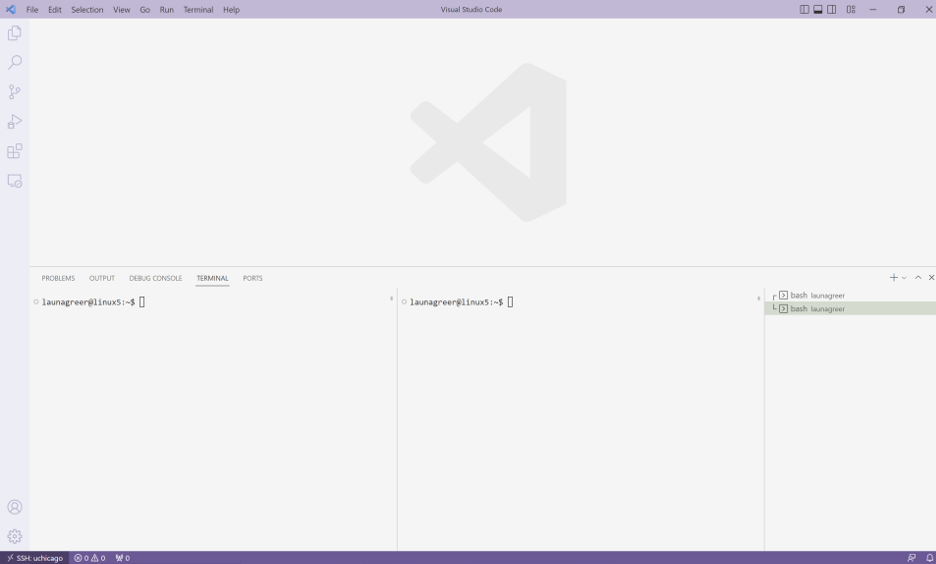 File Edit Selection View Go Run Terminal Help Visual Studio Code
PROBLEMS OUTPUT DEBUG CONSOLE TERMINAL PORTS
launagreer@linux5:~$
launagreer@linux5:~$
bash launagreer
bash launagreer
SSH: uchicago 0 0 0